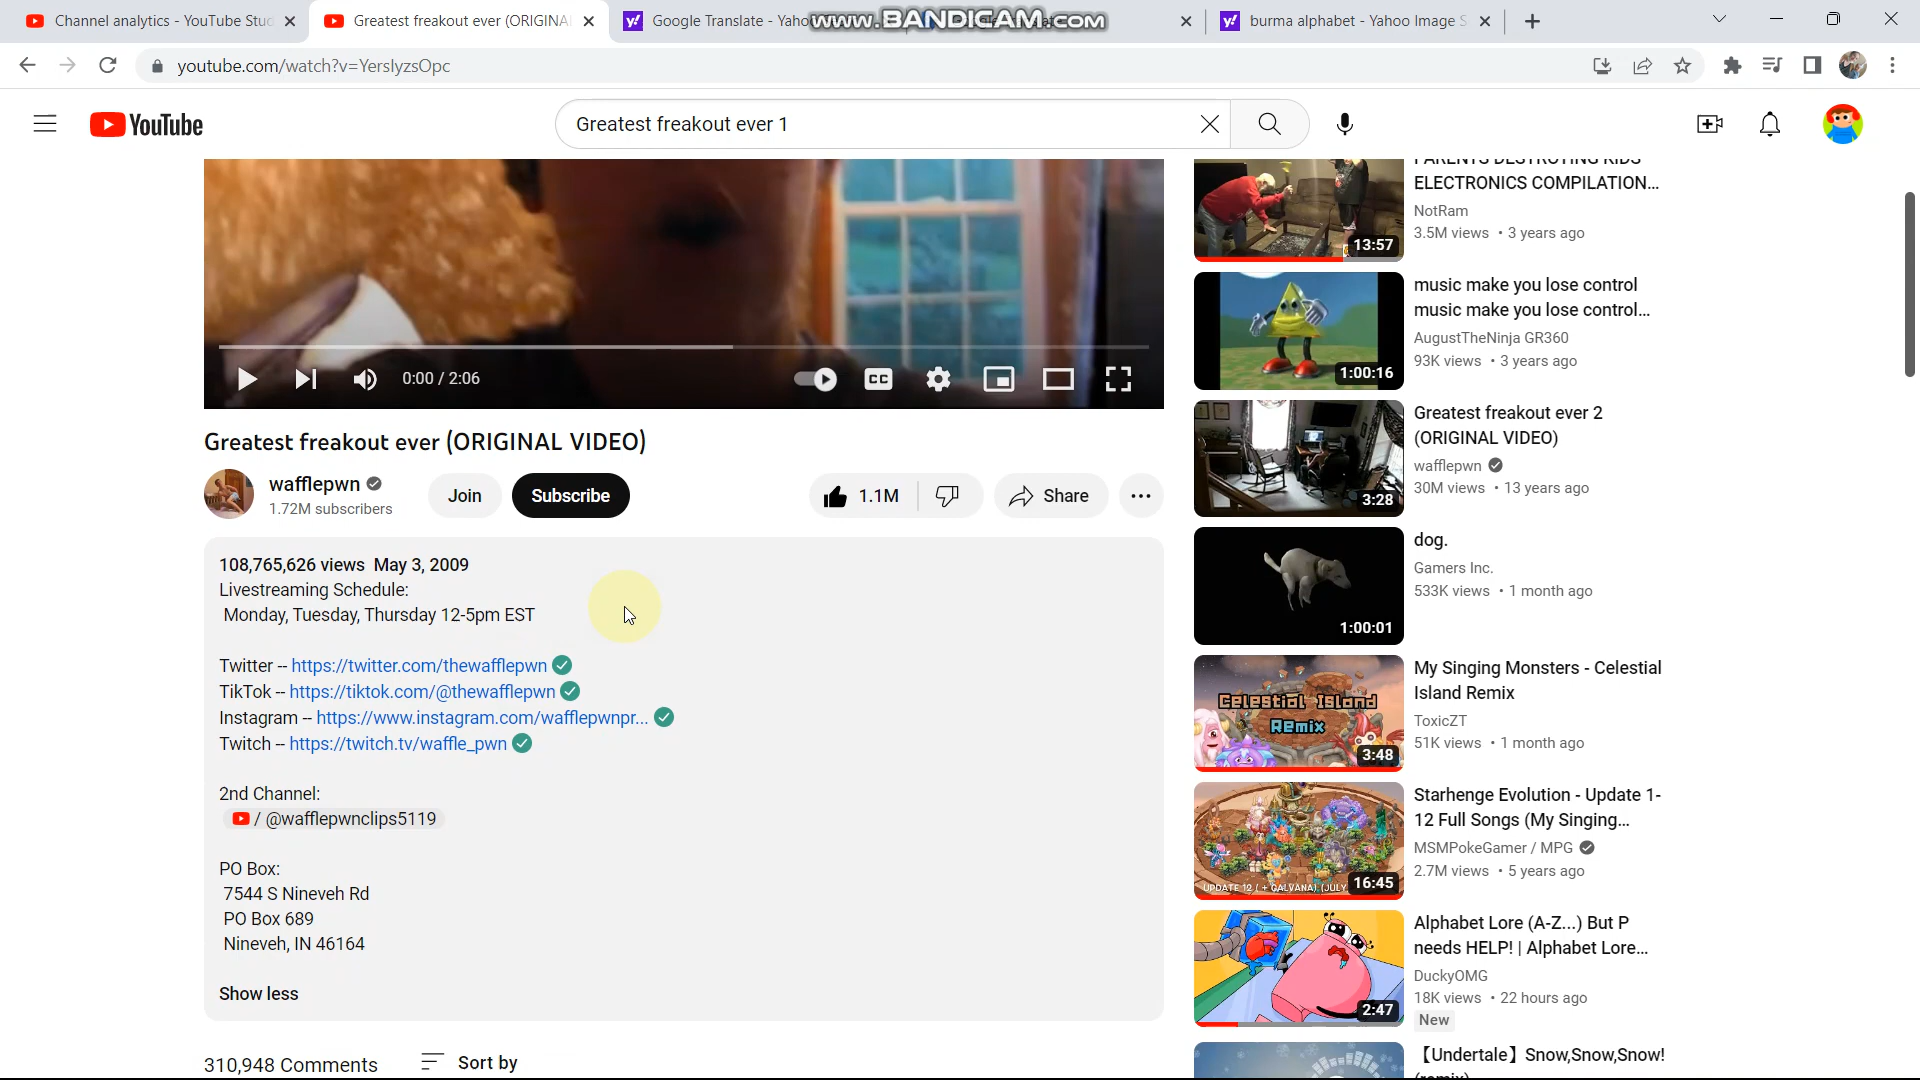 Channel analytics - YouTube Stud
Greatest freakout ever (ORIGINA
Google Translate - Yaho
www.BANDICAM.com
burma alphabet - Yahoo Image S
youtube.com/watch?v=YerslyzsOpc
YouTube
Greatest freakout ever 1
0:00 / 2:06
CC
Greatest freakout ever (ORIGINAL VIDEO)
wafflepwn
1.72M subscribers
Join
Subscribe
1.1M
Share
108,765,626 views May 3, 2009
Livestreaming Schedule:
Monday, Tuesday, Thursday 12-5pm EST
Twitter -- https://twitter.com/thewafflepwn
TikTok -- https://tiktok.com/@thewafflepwn
Instagram -- https://www.instagram.com/wafflepwnpr...
Twitch -- https://twitch.tv/waffle_pwn
2nd Channel:
/ @wafflepwnclips5119
PO Box:
7544 S Nineveh Rd
PO Box 689
Nineveh, IN 46164
Show less
310,948 Comments
Sort by
PARENTS DESTROYING KIDS
ELECTRONICS COMPILATION...
NotRam
3.5M views • 3 years ago
13:57
music make you lose control
music make you lose control...
AugustTheNinja GR360
93K views • 3 years ago
1:00:16
Greatest freakout ever 2
(ORIGINAL VIDEO)
wafflepwn
30M views • 13 years ago
3:28
dog.
Gamers Inc.
533K views • 1 month ago
1:00:01
My Singing Monsters - Celestial
Island Remix
ToxicZT
51K views • 1 month ago
Celestial Island
Remix
3:48
Starhenge Evolution - Update 1-
12 Full Songs (My Singing...
MSMPokeGamer / MPG
2.7M views • 5 years ago
UPDATE 12 / + GALVANA) (JULY
16:45
Alphabet Lore (A-Z...) But P
needs HELP! | Alphabet Lore...
DuckyOMG
18K views • 22 hours ago
New
2:47
【Undertale】Snow,Snow,Snow!
(remix)